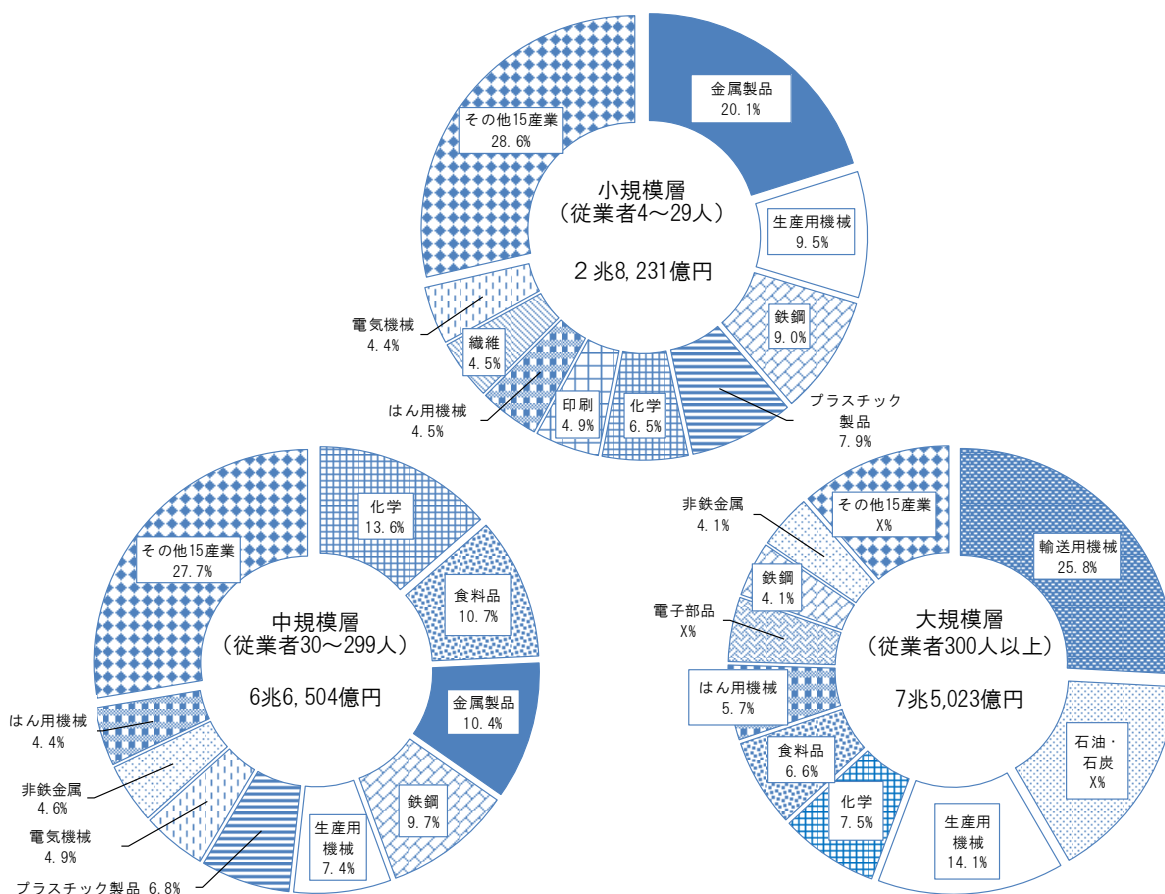 小規模層
（従業者4～29人）
２兆8,231億円
金属製品
20.1%
生産用機械
9.5%
鉄鋼
9.0%
プラスチック
製品
7.9%
化学
6.5%
印刷
4.9%
はん用機械
4.5%
繊維
4.5%
電気機械
4.4%
その他15産業
28.6%
中規模層
（従業者30～299人）
6兆6,504億円
化学
13.6%
食料品
10.7%
金属製品
10.4%
鉄鋼
9.7%
生産用
機械
7.4%
プラスチック製品 6.8%
電気機械
4.9%
非鉄金属
4.6%
はん用機械
4.4%
その他15産業
27.7%
大規模層
（従業者300人以上）
7兆5,023億円
輸送用機械
25.8%
石油・
石炭
X%
生産用
機械
14.1%
化学
7.5%
食料品
6.6%
はん用機械
5.7%
電子部品
X%
鉄鋼
4.1%
非鉄金属
4.1%
その他15産業
X%